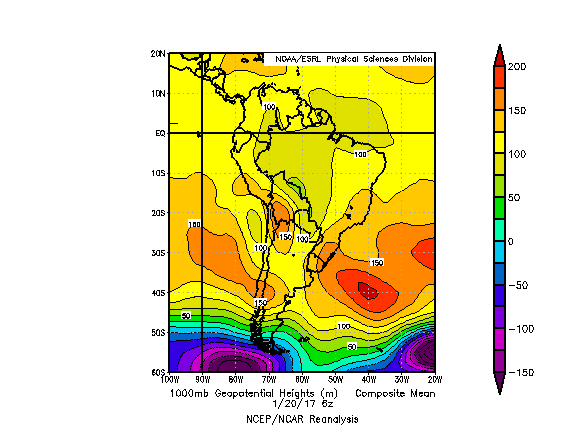 NOAA/ESRL Physical Sciences Division
20N
10N
EQ
10S
20S
30S
40S
50S
60S
100
100
150
150
100
100
150
150
50
100
50
100W 90W 80W 70W 60W 50W 40W 30W 20W
200
150
100
50
0
−50
−100
−150
1000mb Geopotential Heights (m) Composite Mean
1/20/17 6z
NCEP/NCAR Reanalysis